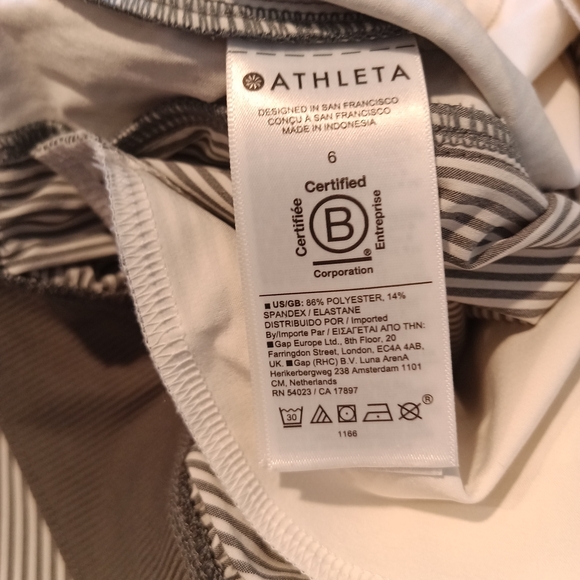 ATHLETA
DESIGNED IN SAN FRANCISCO
CONÇU A SAN FRANCISCO
MADE IN INDONESIA
6
Certified
Certifiée
B
Entreprise
®
Corporation
■ US/GB: 86% POLYESTER, 14%
SPANDEX / ELASTANE
DISTRIBUIDO POR / Imported
By/Importe Par / ΕΙΣΑΓΕΤΑΙ ΑΠΟ ΤΗΝ:
■Gap Europe Ltd., 8th Floor, 20
Farringdon Street, London, EC4A 4AB,
UK. ■Gap (RHC) B.V. Luna ArenA
Herikerbergweg 238 Amsterdam 1101
CM, Netherlands
RN 54023 / CA 17897
30 ®
1166